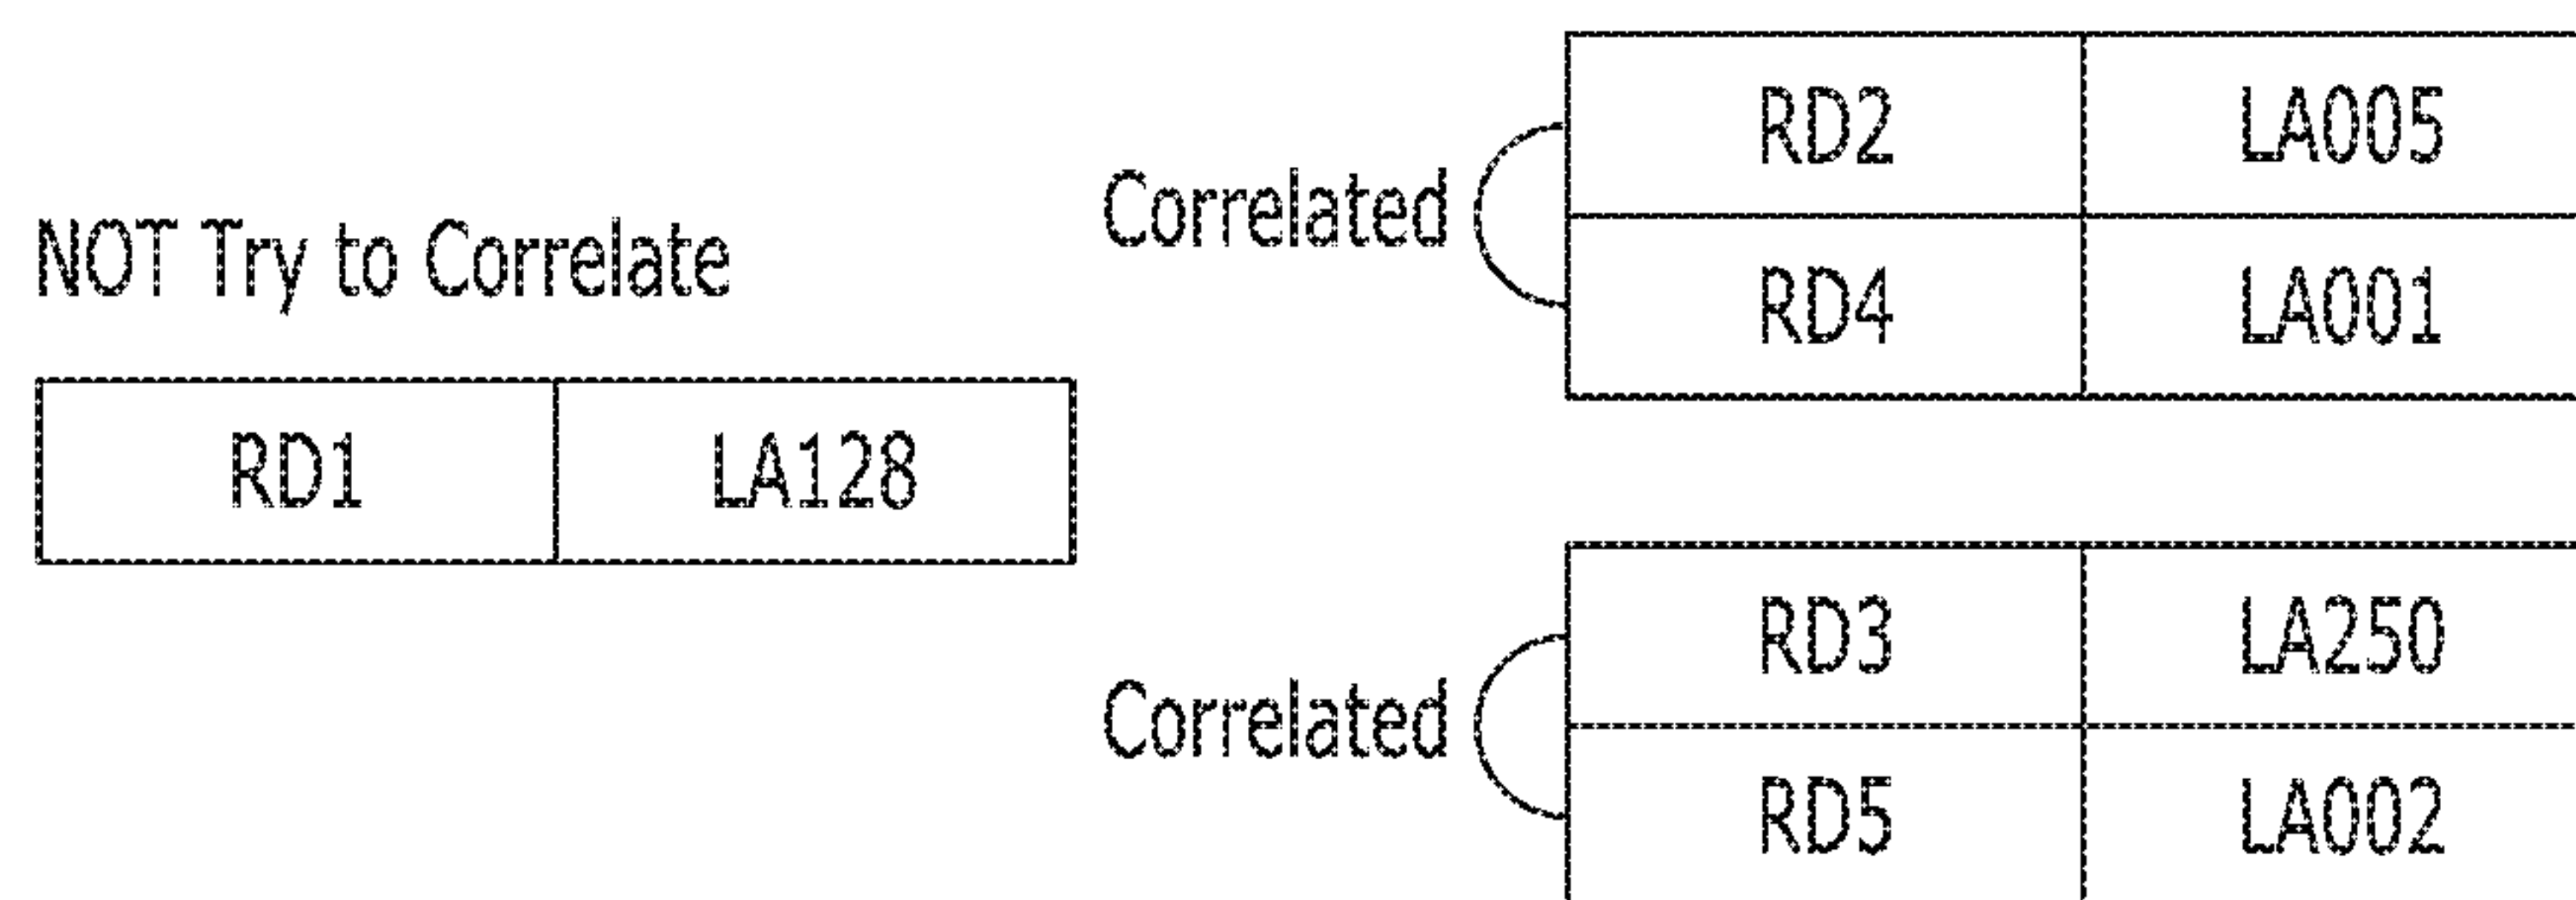 NOT Try to Correlate
RD1 LA128
Correlated
RD2 LA005
RD4 LA001
Correlated
RD3 LA250
RD5 LA002